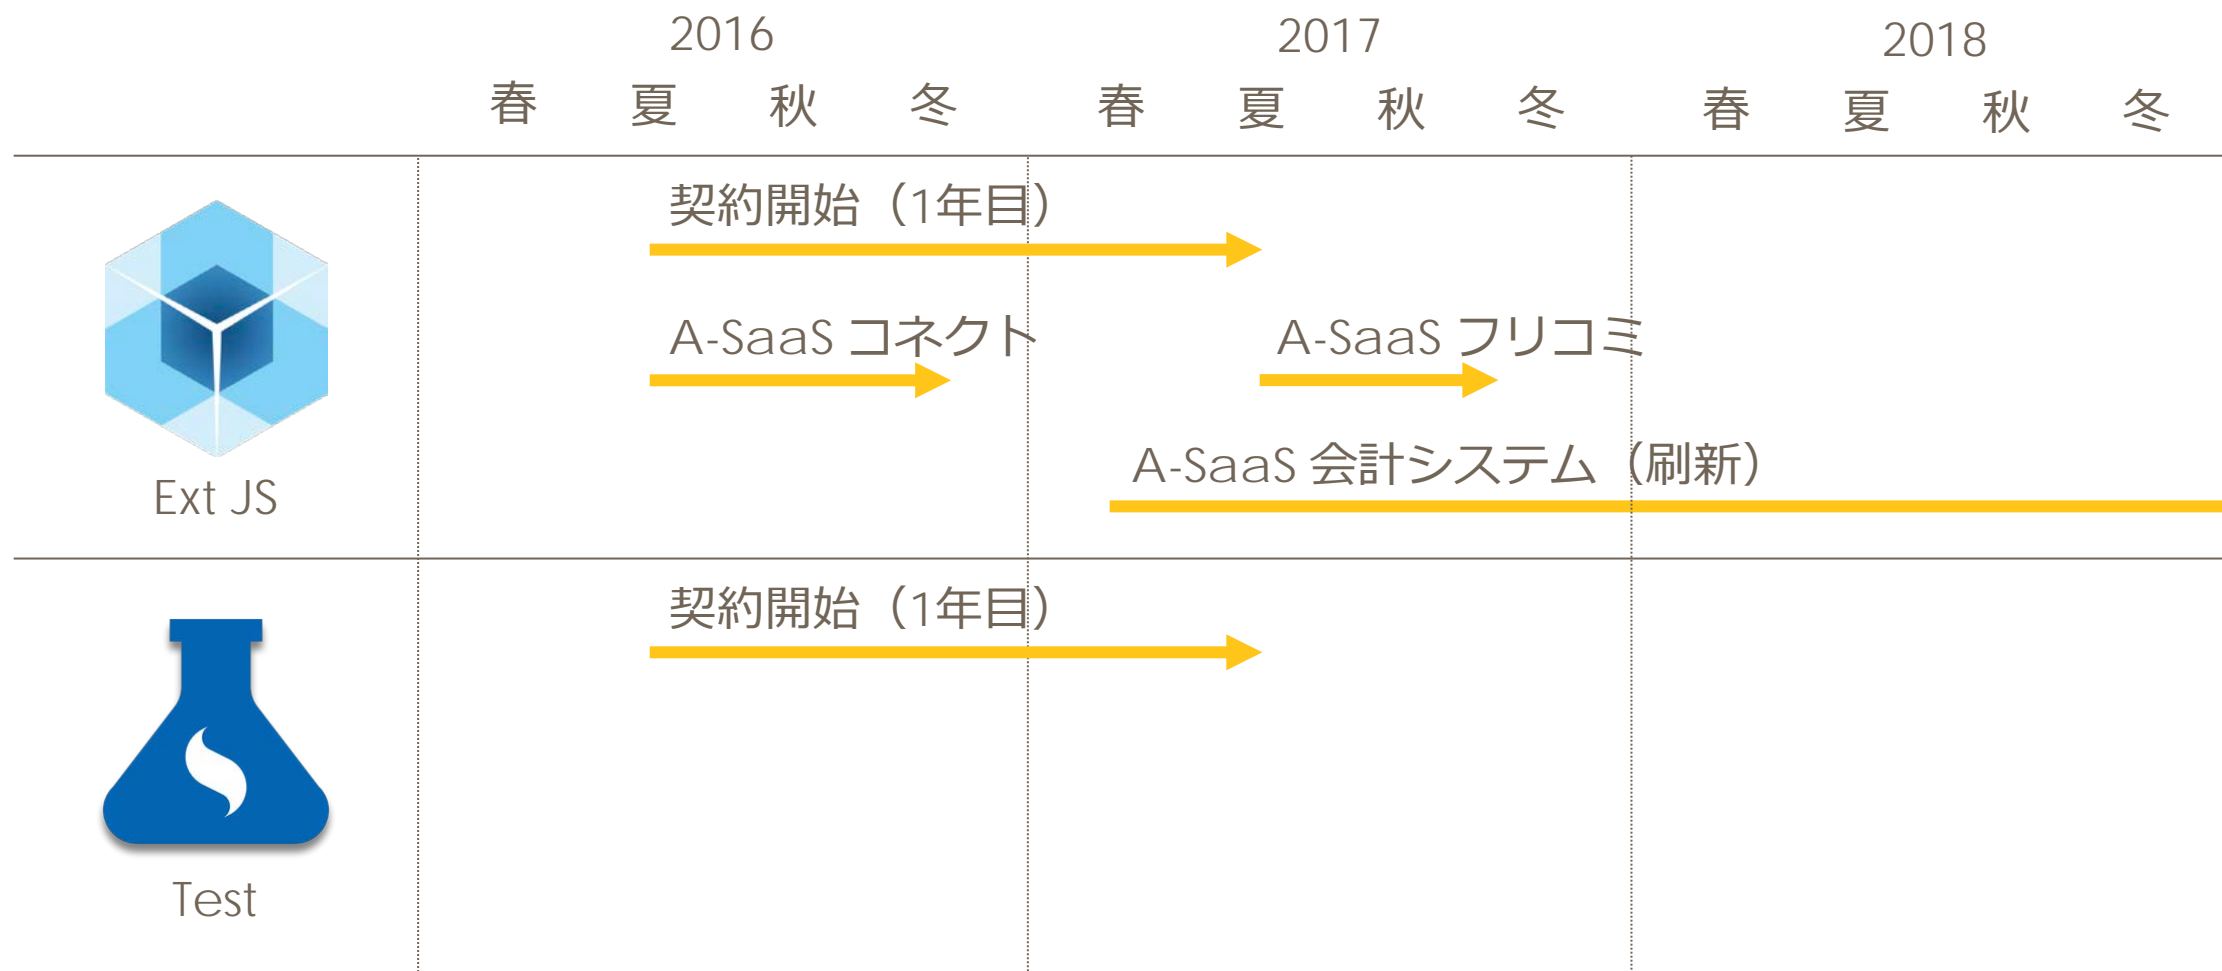 2016 2017 2018
春 夏 秋 冬 春 夏 秋 冬 春 夏 秋 冬
契約開始（1年目）
A-SaaS コネクト A-SaaS フリコミ
A-SaaS 会計システム（刷新）
Ext JS
契約開始（1年目）
Test